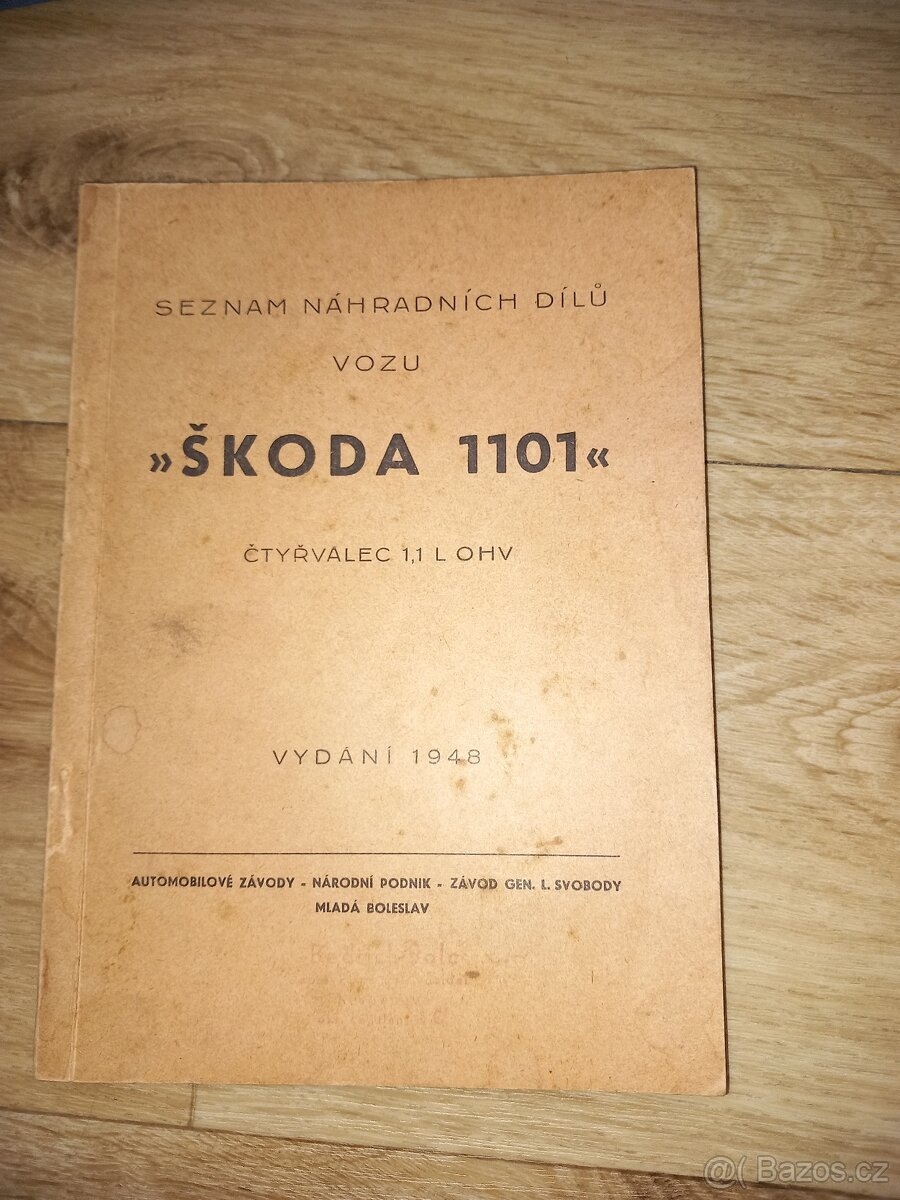 SEZNAM NÁHRADNÍCH DÍLŮ
VOZU
»ŠKODA 1101«
ČTYŘVÁLEC 1,1 L OHV
VYDÁNÍ 1948
AUTOMOBILOVÉ ZÁVODY - NÁRODNÍ PODNIK - ZÁVOD GEN. L. SVOBODY
MLADÁ BOLESLAV
@( Bazos.cz